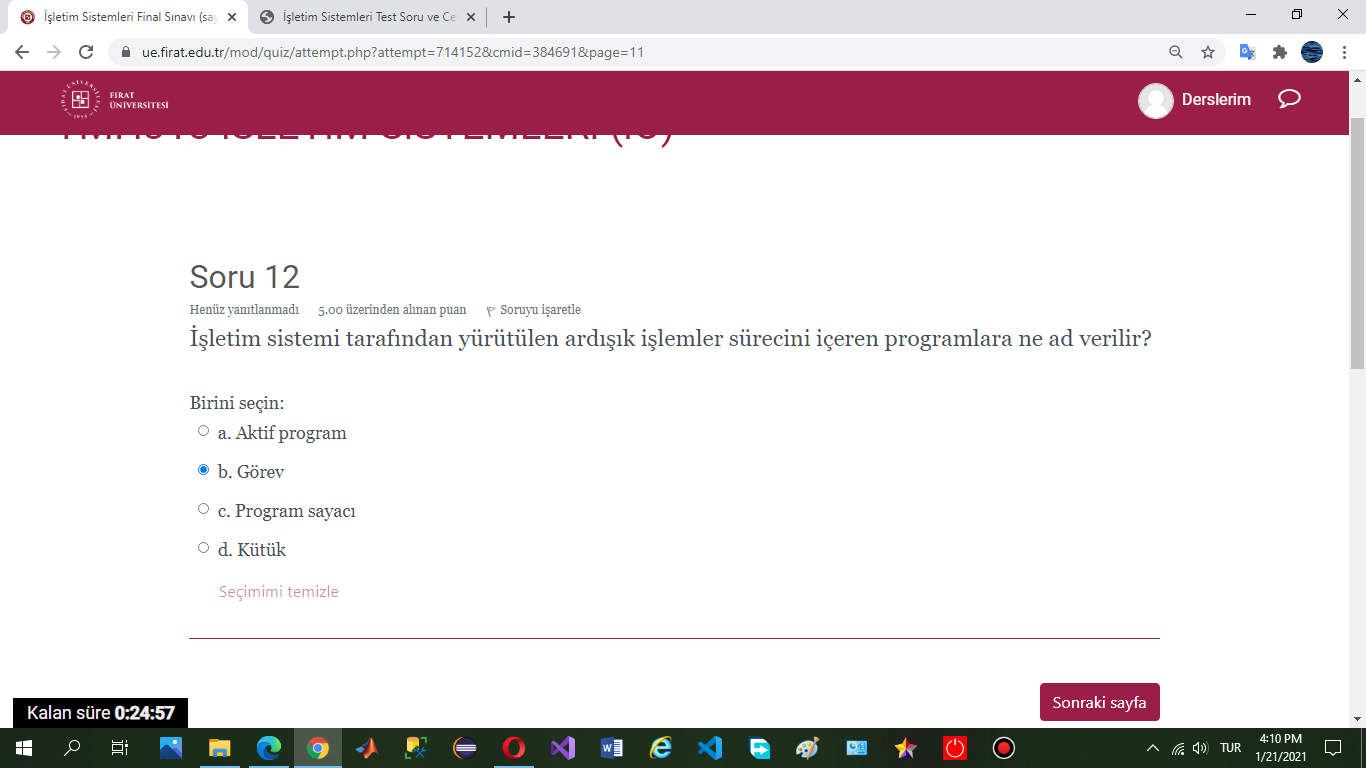 İşletim Sistemleri Final Sınavı (say
İşletim Sistemleri Test Soru ve Ce
ue.firat.edu.tr/mod/quiz/attempt.php?attempt=714152&cmid=384691&page=11
FIRAT
ÜNİVERSİTESİ
Derslerim
İŞLETİM SİSTEMLERİ
Soru 12
Henüz yanıtlanmadı 5.00 üzerinden alınan puan Soruyu işaretle
İşletim sistemi tarafından yürütülen ardışık işlemler sürecini içeren programlara ne ad verilir?
Birini seçin:
a. Aktif program
b. Görev
c. Program sayacı
d. Kütük
Seçimimi temizle
Sonraki sayfa
Kalan süre 0:24:57
TUR
4:10 PM
1/21/2021